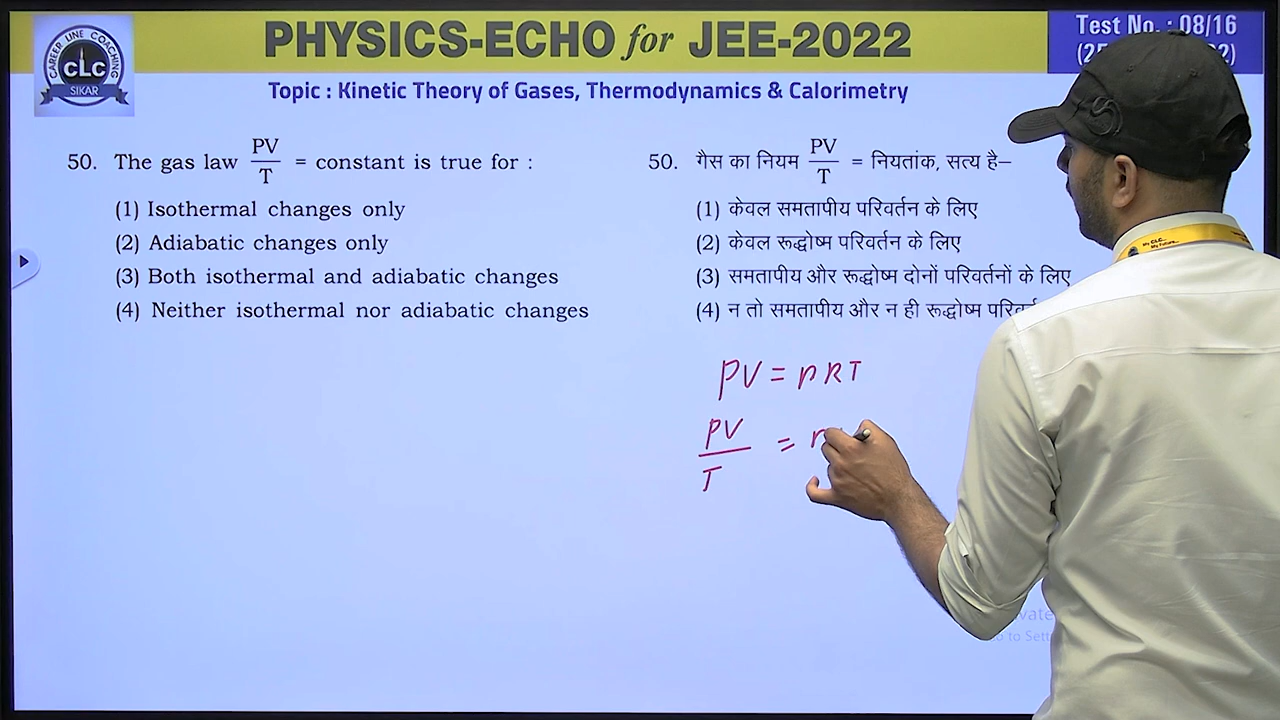 CAREER LINE COACHING
CLC
SIKAR
PHYSICS-ECHO for JEE-2022
Test No. : 08/16
Topic : Kinetic Theory of Gases, Thermodynamics & Calorimetry
50. The gas law PV/T = constant is true for :
(1) Isothermal changes only
(2) Adiabatic changes only
(3) Both isothermal and adiabatic changes
(4) Neither isothermal nor adiabatic changes
50. गैस का नियम PV/T = नियतांक, सत्य है–
(1) केवल समतापीय परिवर्तन के लिए
(2) केवल रूद्धोष्म परिवर्तन के लिए
(3) समतापीय और रूद्धोष्म दोनों परिवर्तनों के लिए
(4) न तो समतापीय और न ही रूद्धोष्म
PV = nRT
PV/T = n
My CLC...
My Future...